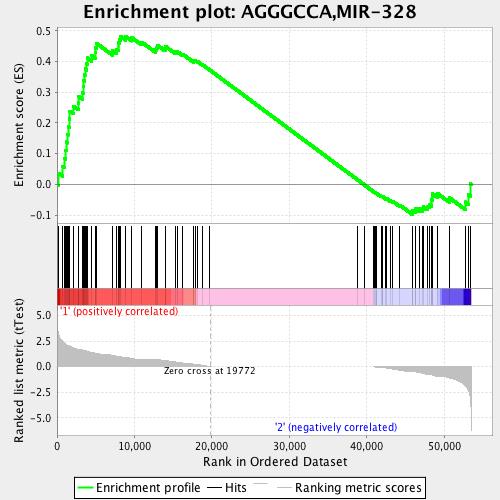 Enrichment plot: AGGGCCA,MIR-328
Enrichment score (ES)
0.5
0.4
0.3
0.2
0.1
0.0
-0.1
'1' (positively correlated)
Ranked list metric (tTest)
5.0
2.5
0.0
-2.5
-5.0
Zero cross at 19772
'2' (negatively correlated)
0
10,000
20,000
30,000
40,000
50,000
Rank in Ordered Dataset
Enrichment profile
Hits
Ranking metric scores